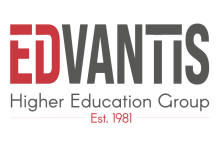 EDVANTIS
Higher Education Group
Est. 1981